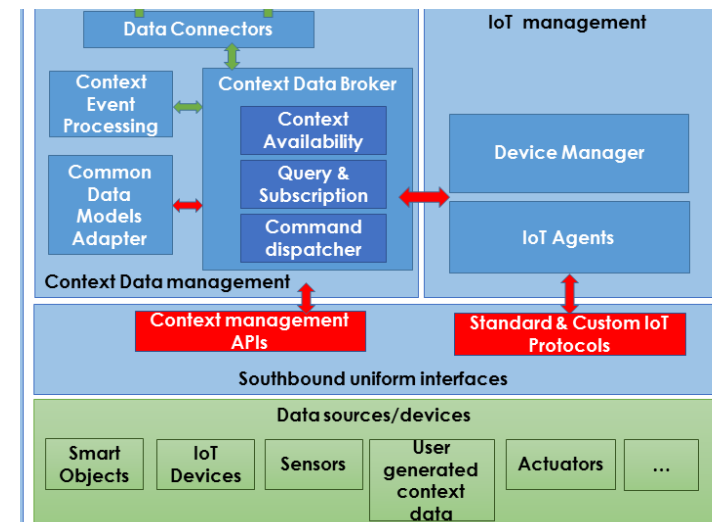 Data Connectors
IoT management
Context
Event
Processing
Context Data Broker
Context
Availability
Query &
Subscription
Command
dispatcher
Common
Data
Models
Adapter
Context Data management
Device Manager
IoT Agents
Context management
APIs
Standard & Custom IoT
Protocols
Southbound uniform interfaces
Data sources/devices
Smart
Objects
IoT
Devices
Sensors
User
generated
context
data
Actuators
...